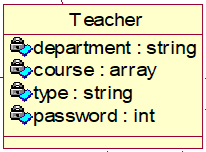 Teacher
department : string
course : array
type : string
password : int